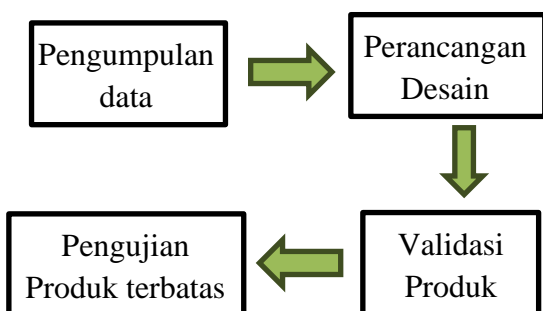 Pengumpulan
data
Perancangan
Desain
Validasi
Produk
Pengujian
Produk terbatas